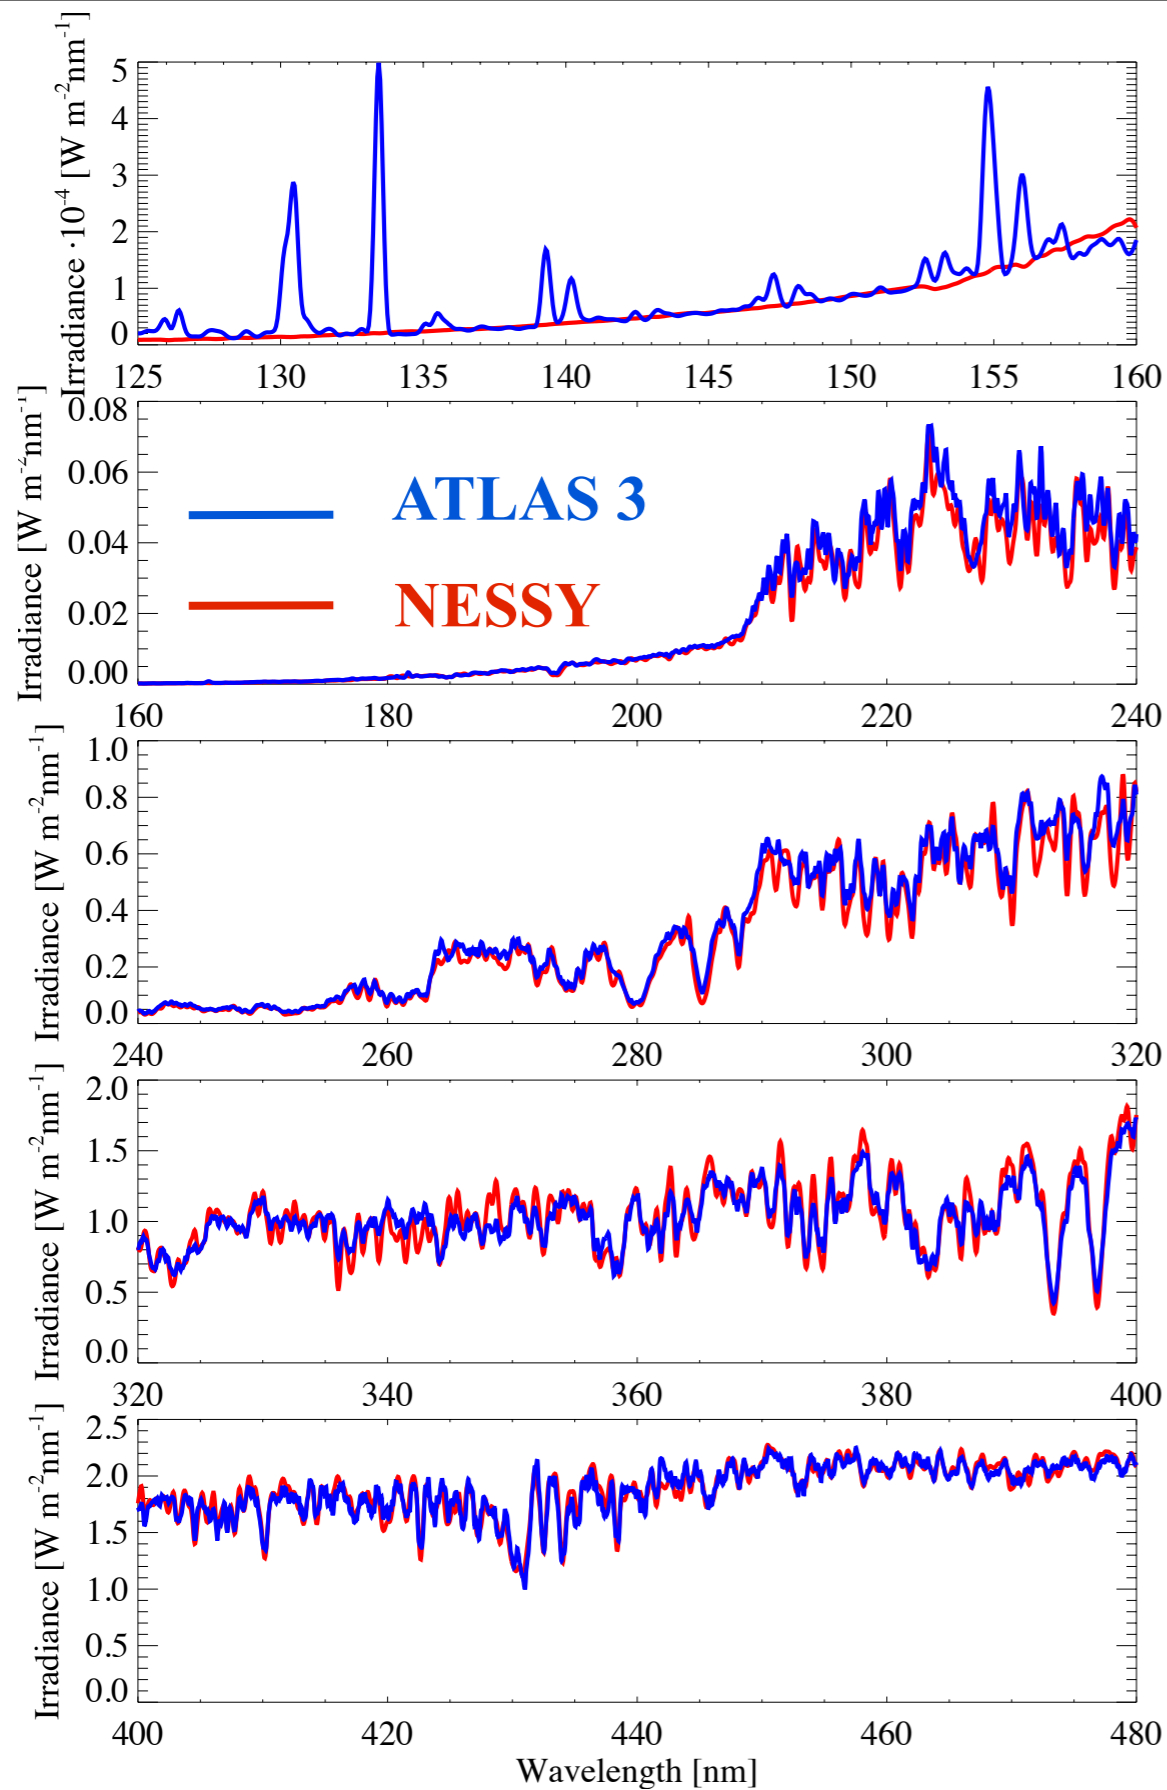 Irradiance ·10⁻⁴ [W m⁻²nm⁻¹]
5
4
3
2
1
0
125 130 135 140 145 150 155 160
Irradiance [W m⁻²nm⁻¹]
0.08
0.06
0.04
0.02
0.00
ATLAS 3
NESSY
160 180 200 220 240
Irradiance [W m⁻²nm⁻¹]
1.0
0.8
0.6
0.4
0.2
0.0
240 260 280 300 320
Irradiance [W m⁻²nm⁻¹]
2.0
1.5
1.0
0.5
0.0
320 340 360 380 400
Irradiance [W m⁻²nm⁻¹]
2.5
2.0
1.5
1.0
0.5
0.0
400 420 440 460 480
Wavelength [nm]